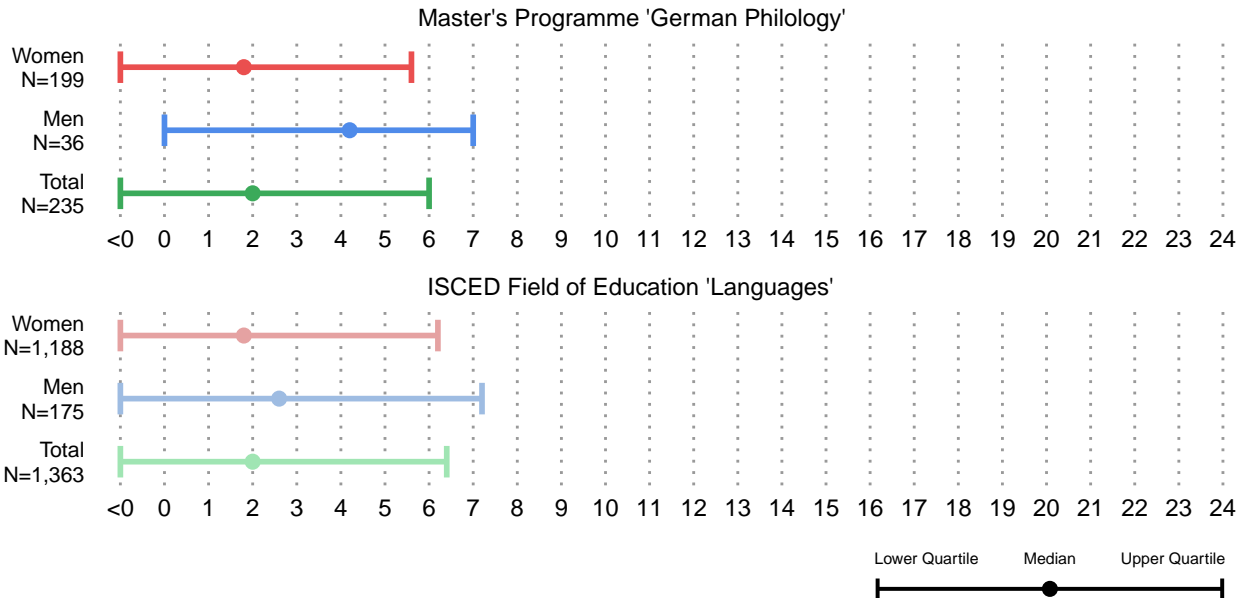 Master's Programme 'German Philology'
Women
N=199
Men
N=36
Total
N=235
<0 0 1 2 3 4 5 6 7 8 9 10 11 12 13 14 15 16 17 18 19 20 21 22 23 24
ISCED Field of Education 'Languages'
Women
N=1,188
Men
N=175
Total
N=1,363
<0 0 1 2 3 4 5 6 7 8 9 10 11 12 13 14 15 16 17 18 19 20 21 22 23 24
Lower Quartile Median Upper Quartile